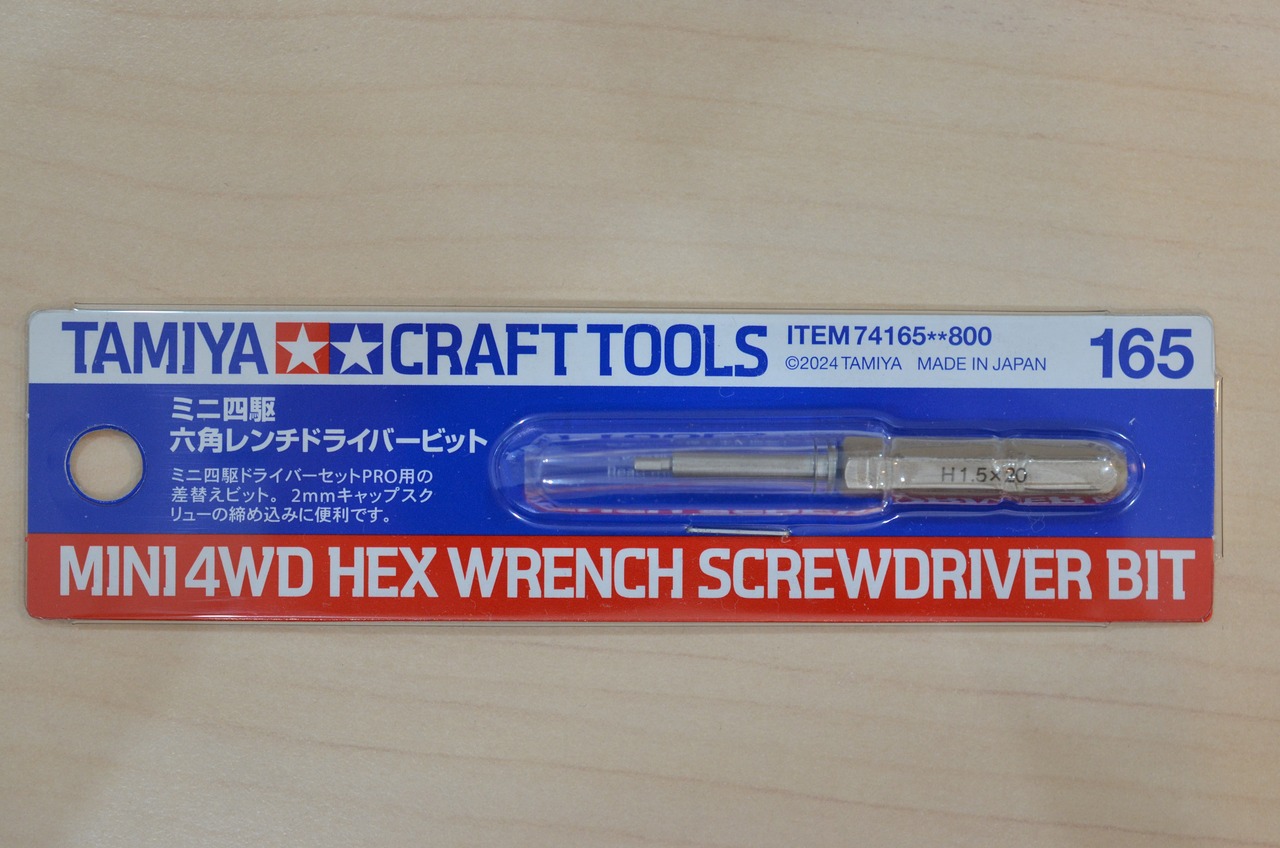 TAMIYA CRAFT TOOLS
ITEM 74165**800
©2024 TAMIYA MADE IN JAPAN
165
ミニ四駆
六角レンチドライバービット
ミニ四駆ドライバーセットPRO用の
差替えビット。2mmキャップスク
リューの締め込みに便利です。
H1.5×20
MINI 4WD HEX WRENCH SCREWDRIVER BIT